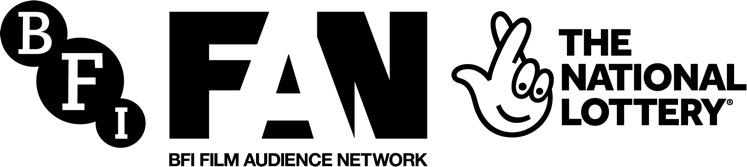 BFI
FAN
BFI FILM AUDIENCE NETWORK
THE
NATIONAL
LOTTERY®